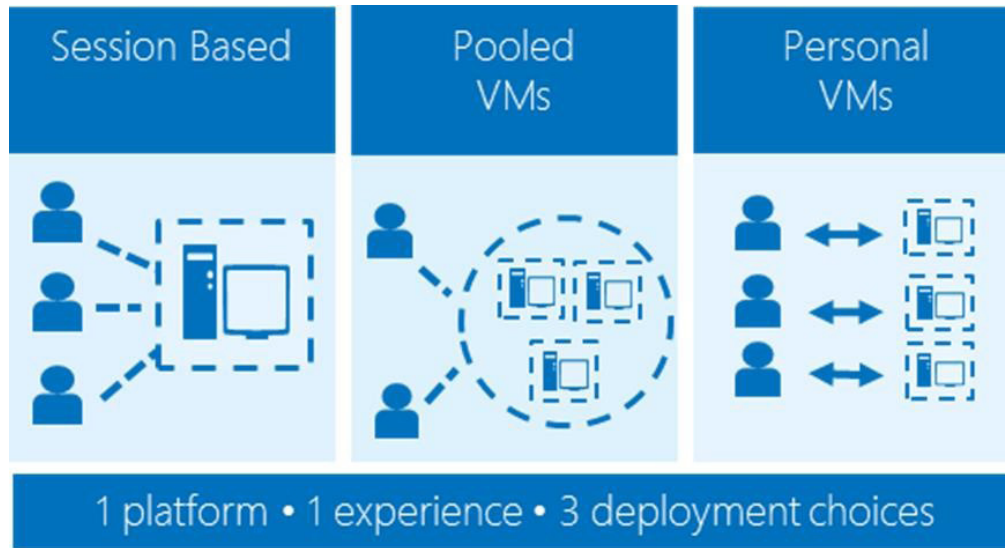 Session Based
Pooled
VMs
Personal
VMs
1 platform • 1 experience • 3 deployment choices